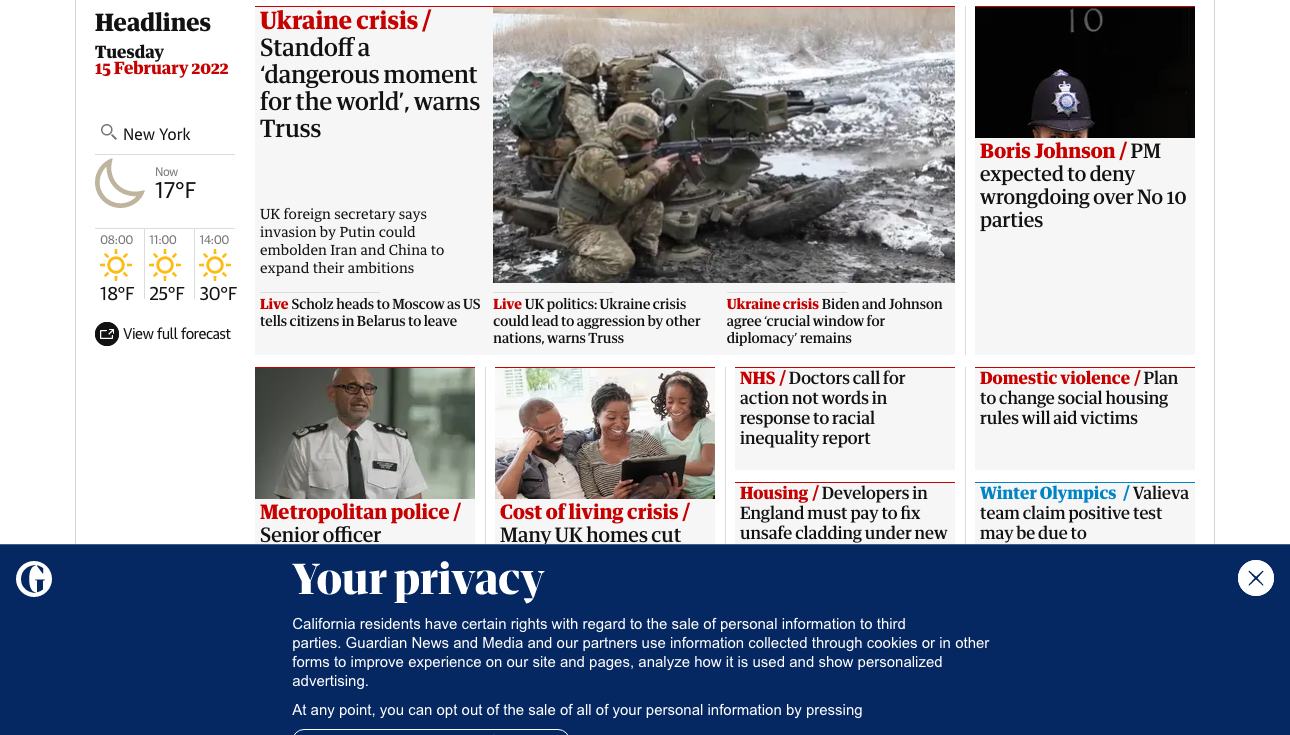 Headlines
Tuesday
15 February 2022
New York
Now
17°F
08:00
11:00
14:00
18°F
25°F
30°F
View full forecast
Ukraine crisis /
Standoff a
‘dangerous moment
for the world’, warns
Truss
UK foreign secretary says
invasion by Putin could
embolden Iran and China to
expand their ambitions
Live Scholz heads to Moscow as US
tells citizens in Belarus to leave
Live UK politics: Ukraine crisis
could lead to aggression by other
nations, warns Truss
Ukraine crisis Biden and Johnson
agree ‘crucial window for
diplomacy’ remains
10
Boris Johnson / PM
expected to deny
wrongdoing over No 10
parties
Metropolitan police /
Senior officer
Cost of living crisis /
Many UK homes cut
NHS / Doctors call for
action not words in
response to racial
inequality report
Housing / Developers in
England must pay to fix
unsafe cladding under new
Domestic violence / Plan
to change social housing
rules will aid victims
Winter Olympics / Valieva
team claim positive test
may be due to
Your privacy
California residents have certain rights with regard to the sale of personal information to third
parties. Guardian News and Media and our partners use information collected through cookies or in other
forms to improve experience on our site and pages, analyze how it is used and show personalized
advertising.
At any point, you can opt out of the sale of all of your personal information by pressing